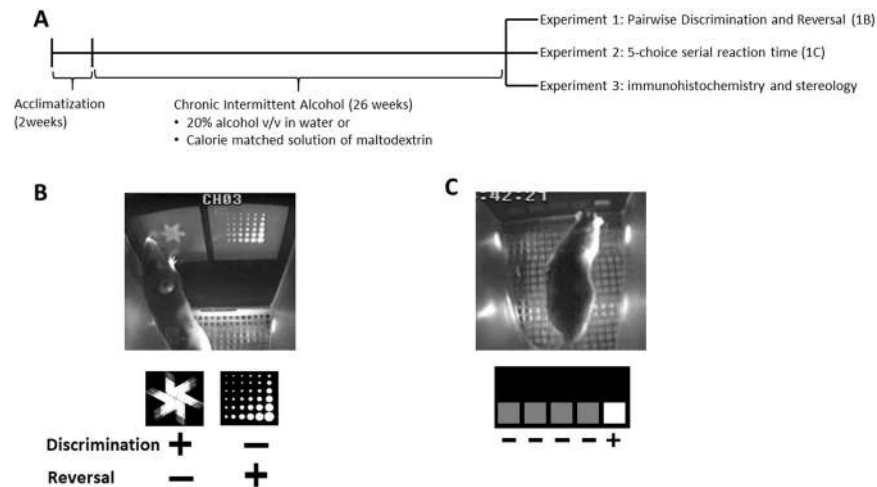 A
Experiment 1: Pairwise Discrimination and Reversal (1B)
Experiment 2: 5-choice serial reaction time (1C)
Experiment 3: immunohistochemistry and stereology
Acclimatization
(2weeks)
Chronic Intermittent Alcohol (26 weeks)
• 20% alcohol v/v in water or
• Calorie matched solution of maltodextrin
B
CH03
Discrimination + −
Reversal − +
C
:42:21
− − − − +